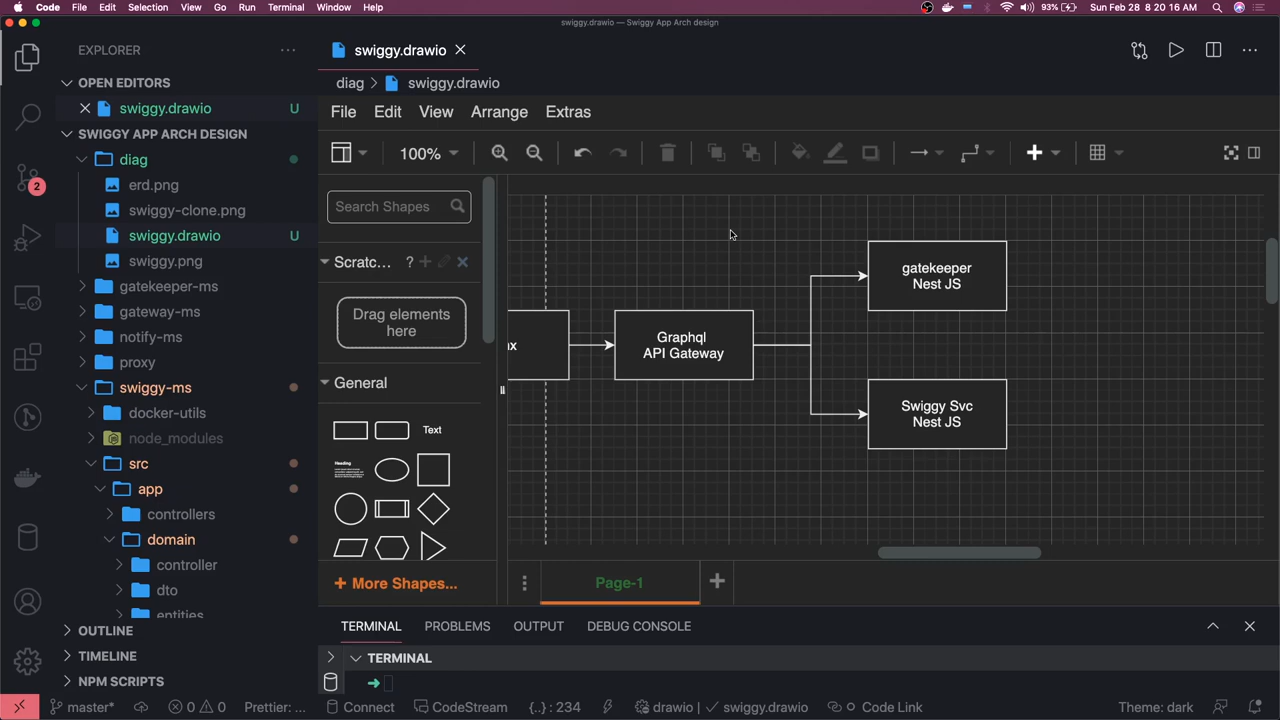 Code File Edit Selection View Go Run Terminal Window Help 93% Sun Feb 28 8 20 16 AM
swiggy.drawio — Swiggy App Arch design
EXPLORER
swiggy.drawio
OPEN EDITORS
diag > swiggy.drawio
swiggy.drawio U
File Edit View Arrange Extras
SWIGGY APP ARCH DESIGN
diag
100%
erd.png
2
swiggy-clone.png
Search Shapes
swiggy.drawio U
swiggy.png
Scratc... ?
gatekeeper
Nest JS
gatekeeper-ms
gateway-ms
Drag elements
here
notify-ms
Graphql
API Gateway
ax
proxy
General
swiggy-ms
docker-utils
Swiggy Svc
Nest JS
Text
node_modules
Heading
src
app
controllers
domain
controller
More Shapes...
Page-1
dto
entities
OUTLINE
TERMINAL PROBLEMS OUTPUT DEBUG CONSOLE
TIMELINE
TERMINAL
NPM SCRIPTS
master* 0 0 Prettier: ... Connect CodeStream {..} : 234 drawio | swiggy.drawio Code Link Theme: dark